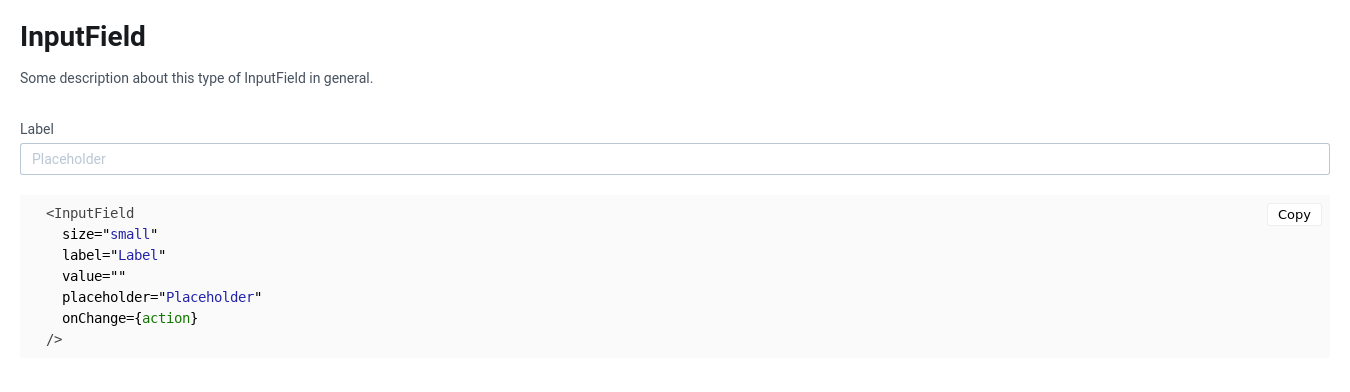 InputField
Some description about this type of InputField in general.
Label
Placeholder
<InputField
Copy
size="small"
label="Label"
value=""
placeholder="Placeholder"
onChange={action}
/>